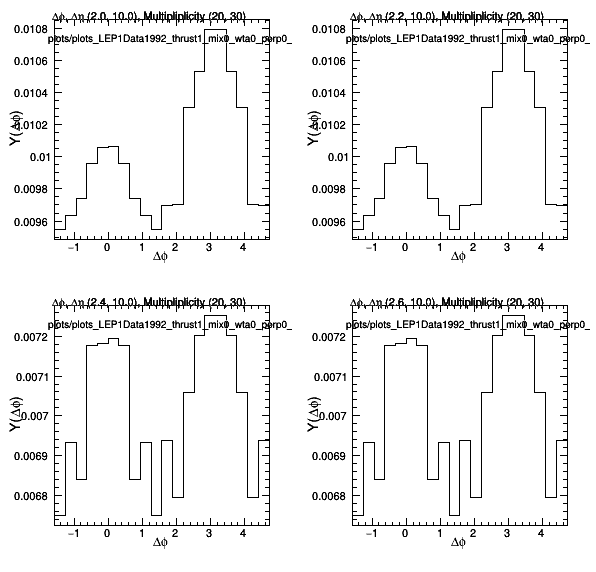 Δϕ, Δη (2.0, 10.0), Multipliplicity (20, 30)
plots/plots_LEP1Data1992_thrust1_mix0_wta0_perp0_
Y(Δϕ)
0.0108
0.0106
0.0104
0.0102
0.01
0.0098
0.0096
−1 0 1 2 3 4
Δϕ
Δϕ, Δη (2.2, 10.0), Multipliplicity (20, 30)
plots/plots_LEP1Data1992_thrust1_mix0_wta0_perp0_
Y(Δϕ)
0.0108
0.0106
0.0104
0.0102
0.01
0.0098
0.0096
−1 0 1 2 3 4
Δϕ
Δϕ, Δη (2.4, 10.0), Multipliplicity (20, 30)
plots/plots_LEP1Data1992_thrust1_mix0_wta0_perp0_
Y(Δϕ)
0.0072
0.0071
0.007
0.0069
0.0068
−1 0 1 2 3 4
Δϕ
Δϕ, Δη (2.6, 10.0), Multipliplicity (20, 30)
plots/plots_LEP1Data1992_thrust1_mix0_wta0_perp0_
Y(Δϕ)
0.0072
0.0071
0.007
0.0069
0.0068
−1 0 1 2 3 4
Δϕ